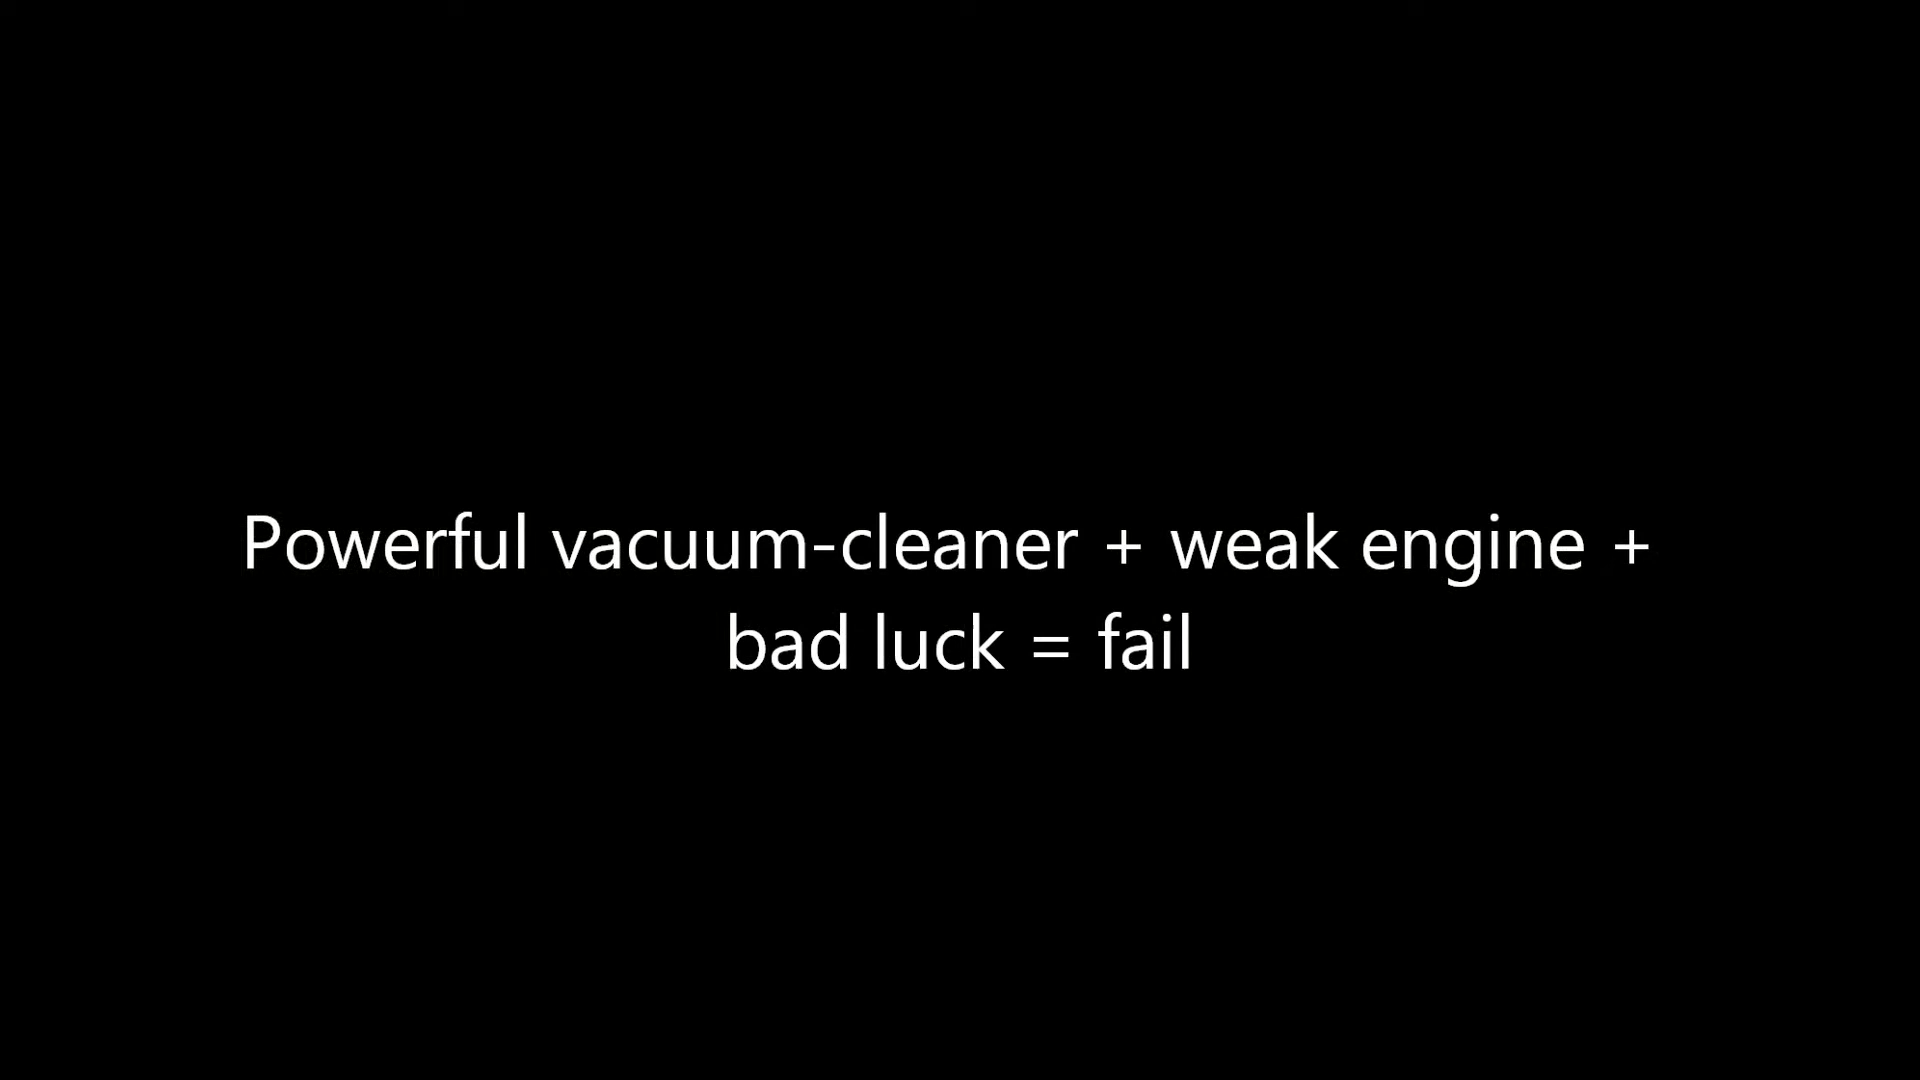 Powerful vacuum-cleaner + weak engine +
bad luck = fail